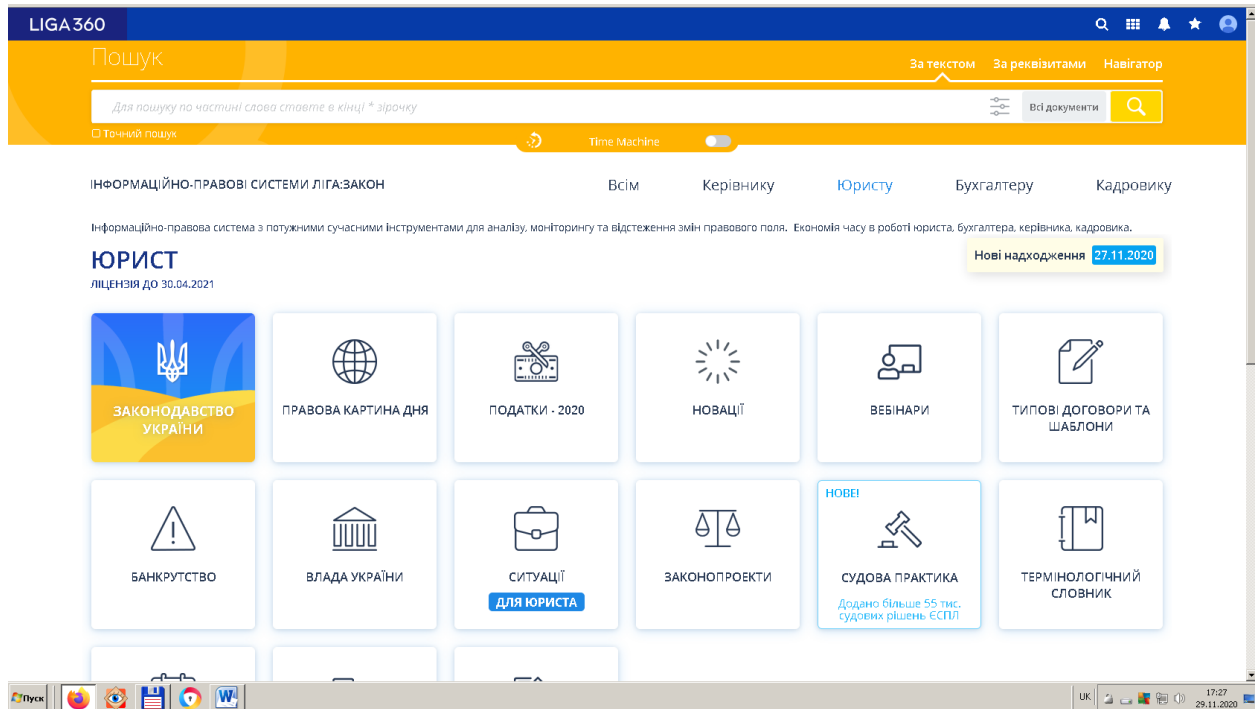 LIGA360
Пошук
За текстом За реквізитами Навігатор
Для пошуку по частині слова ставте в кінці * зірочку
Всі документи
Точний пошук
Time Machine
ІНФОРМАЦІЙНО-ПРАВОВІ СИСТЕМИ ЛІГА:ЗАКОН
Всім Керівнику Юристу Бухгалтеру Кадровику
Інформаційно-правова система з потужними сучасними інструментами для аналізу, моніторингу та відстеження змін правового поля. Економія часу в роботі юриста, бухгалтера, керівника, кадровика.
ЮРИСТ
Нові надходження 27.11.2020
ЛІЦЕНЗІЯ ДО 30.04.2021
ЗАКОНОДАВСТВО
УКРАЇНИ
ПРАВОВА КАРТИНА ДНЯ
ПОДАТКИ - 2020
НОВАЦІЇ
ВЕБІНАРИ
ТИПОВІ ДОГОВОРИ ТА
ШАБЛОНИ
БАНКРУТСТВО
ВЛАДА УКРАЇНИ
СИТУАЦІЇ
ДЛЯ ЮРИСТА
ЗАКОНОПРОЕКТИ
НОВЕ!
СУДОВА ПРАКТИКА
Додано більше 55 тис.
судових рішень ЄСПЛ
ТЕРМІНОЛОГІЧНИЙ
СЛОВНИК
Пуск
UK
17:27
29.11.2020